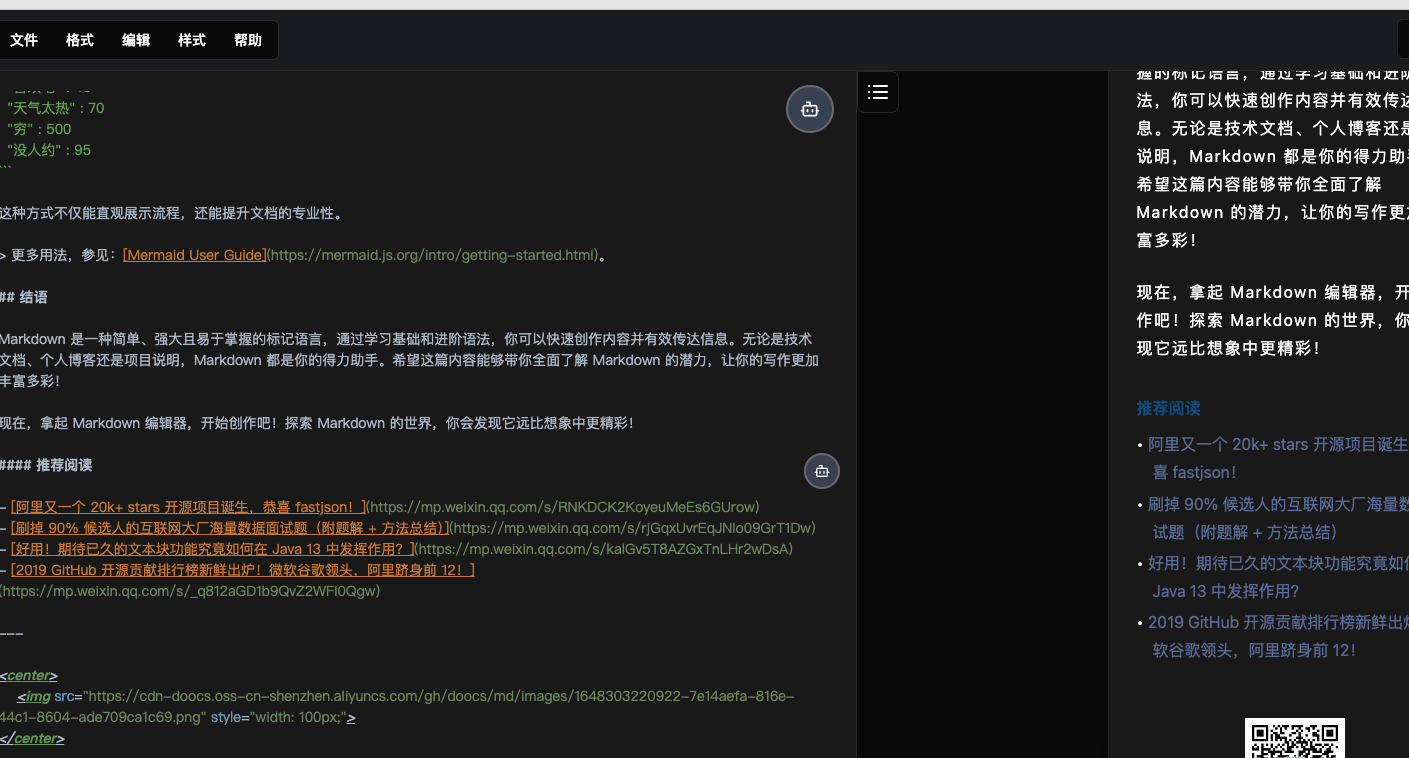 文件 格式 编辑 样式 帮助
"天气太热" : 70
"穷" : 500
"没人约" : 95
```
这种方式不仅能直观展示流程，还能提升文档的专业性。
> 更多用法，参见：[Mermaid User Guide](https://mermaid.js.org/intro/getting-started.html)。
## 结语
Markdown 是一种简单、强大且易于掌握的标记语言，通过学习基础和进阶语法，你可以快速创作内容并有效传达信息。无论是技术
文档、个人博客还是项目说明，Markdown 都是你的得力助手。希望这篇内容能够带你全面了解 Markdown 的潜力，让你的写作更加
丰富多彩！
现在，拿起 Markdown 编辑器，开始创作吧！探索 Markdown 的世界，你会发现它远比想象中更精彩！
#### 推荐阅读
- [阿里又一个 20k+ stars 开源项目诞生，恭喜 fastjson！](https://mp.weixin.qq.com/s/RNKDCK2KoyeuMeEs6GUrow)
- [刷掉 90% 候选人的互联网大厂海量数据面试题（附题解 + 方法总结）](https://mp.weixin.qq.com/s/rjGqxUvrEqJNlo09GrT1Dw)
- [好用！期待已久的文本块功能究竟如何在 Java 13 中发挥作用？](https://mp.weixin.qq.com/s/kalGv5T8AZGxTnLHr2wDsA)
- [2019 GitHub 开源贡献排行榜新鲜出炉！微软谷歌领头，阿里跻身前 12！]
(https://mp.weixin.qq.com/s/_q812aGD1b9QvZ2WFI0Qgw)
---
<center>
<img src="https://cdn-doocs.oss-cn-shenzhen.aliyuncs.com/gh/doocs/md/images/1648303220922-7e14aefa-816e-
44c1-8604-ade709ca1c69.png" style="width: 100px;">
</center>
握的标记语言，通过学习基础和进阶
法，你可以快速创作内容并有效传达
息。无论是技术文档、个人博客还是
说明，Markdown 都是你的得力助手
希望这篇内容能够带你全面了解
Markdown 的潜力，让你的写作更加
富多彩！
现在，拿起 Markdown 编辑器，开
作吧！探索 Markdown 的世界，你
现它远比想象中更精彩！
推荐阅读
• 阿里又一个 20k+ stars 开源项目诞生
喜 fastjson！
• 刷掉 90% 候选人的互联网大厂海量数
试题（附题解 + 方法总结）
• 好用！期待已久的文本块功能究竟如何
Java 13 中发挥作用？
• 2019 GitHub 开源贡献排行榜新鲜出炉
软谷歌领头，阿里跻身前 12！